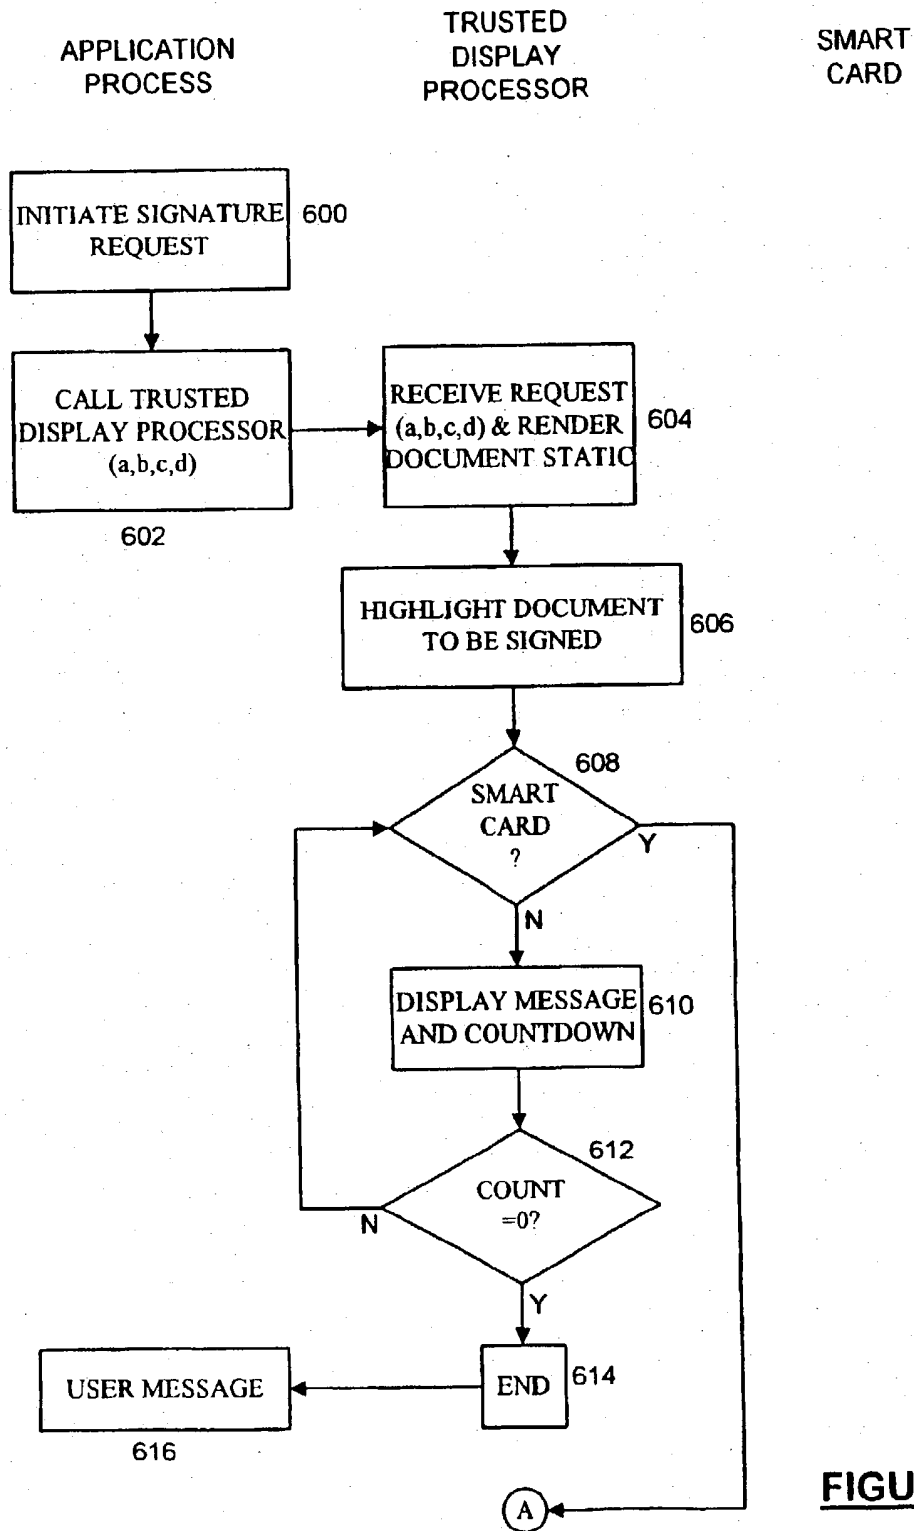 APPLICATION
PROCESS
TRUSTED
DISPLAY
PROCESSOR
SMART
CARD
INITIATE SIGNATURE
REQUEST
600
CALL TRUSTED
DISPLAY PROCESSOR
(a,b,c,d)
602
RECEIVE REQUEST
(a,b,c,d) & RENDER
DOCUMENT STATIC
604
HIGHLIGHT DOCUMENT
TO BE SIGNED
606
608
SMART
CARD
?
Y
N
DISPLAY MESSAGE
AND COUNTDOWN
610
612
COUNT
=0?
N
Y
END
614
USER MESSAGE
616
A
FIGU